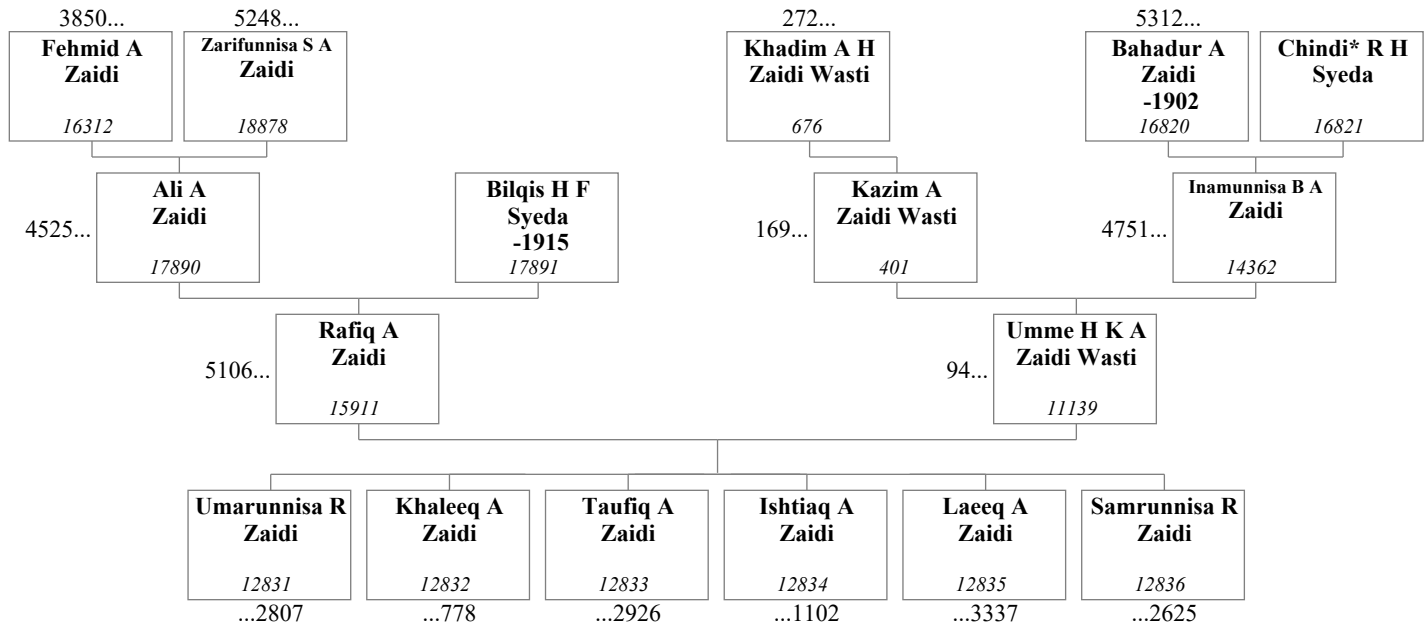 3850...
5248...
272...
5312...
Fehmid A
Zaidi
16312
Zarifunnisa S A
Zaidi
18878
Khadim A H
Zaidi Wasti
676
Bahadur A
Zaidi
-1902
16820
Chindi* R H
Syeda
16821
4525...
Ali A
Zaidi
17890
Bilqis H F
Syeda
-1915
17891
169...
Kazim A
Zaidi Wasti
401
4751...
Inamunnisa B A
Zaidi
14362
5106...
Rafiq A
Zaidi
15911
94...
Umme H K A
Zaidi Wasti
11139
Umarunnisa R
Zaidi
12831
...2807
Khaleeq A
Zaidi
12832
...778
Taufiq A
Zaidi
12833
...2926
Ishtiaq A
Zaidi
12834
...1102
Laeeq A
Zaidi
12835
...3337
Samrunnisa R
Zaidi
12836
...2625